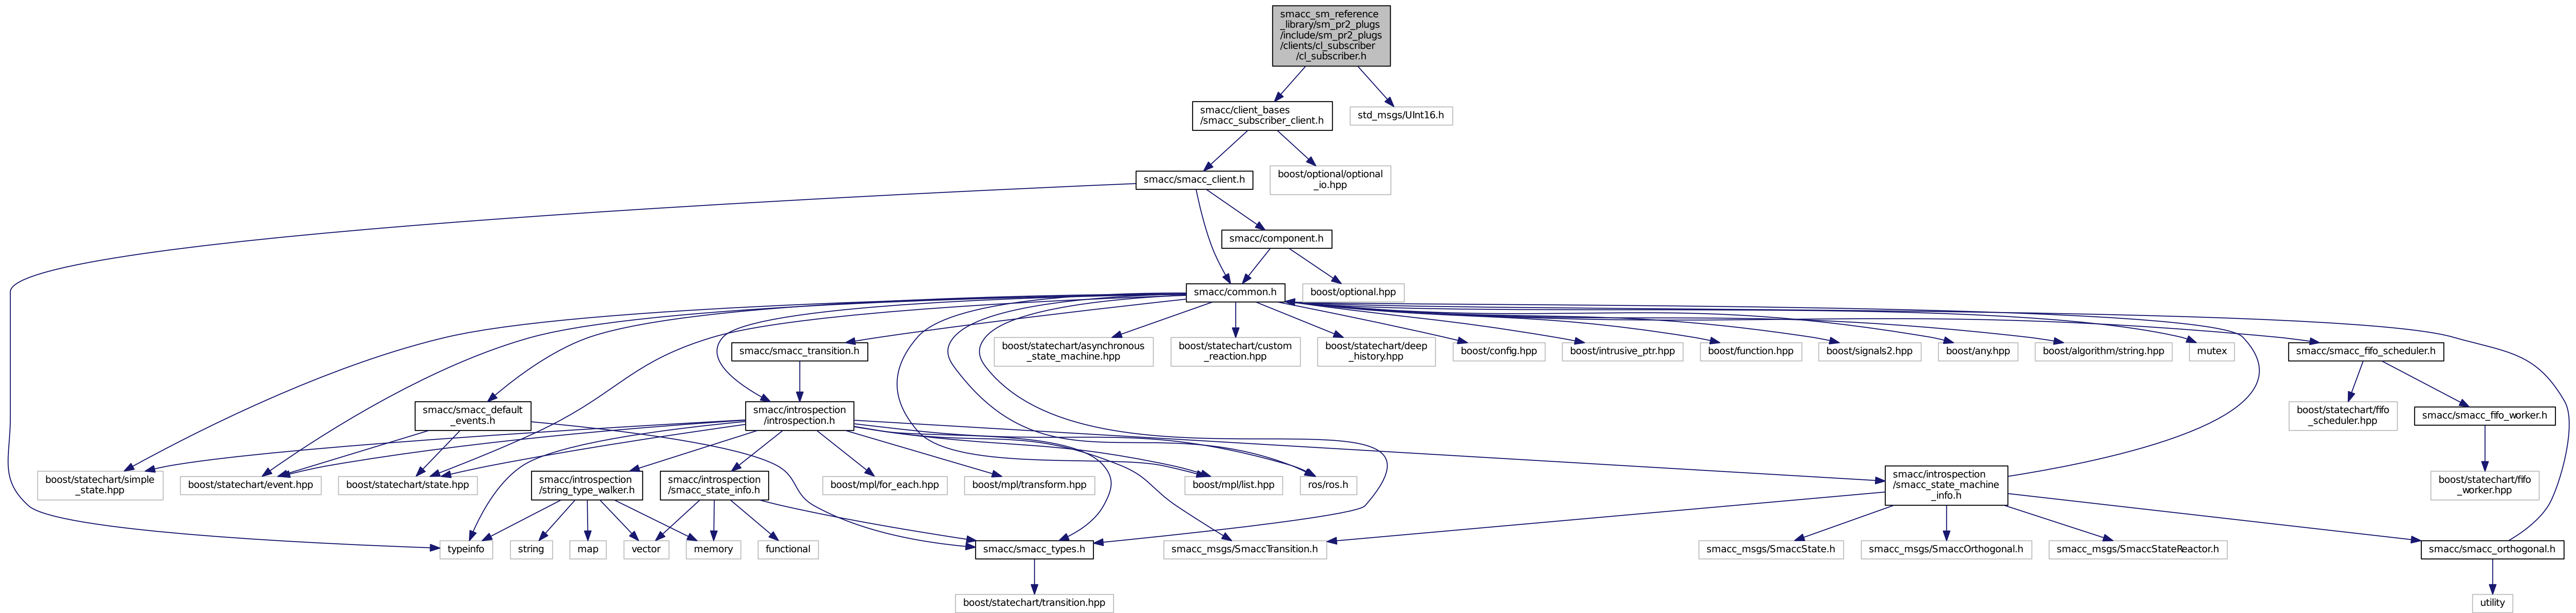 smacc_sm_reference
_library/sm_pr2_plugs
/include/sm_pr2_plugs
/clients/cl_subscriber
/cl_subscriber.h
smacc/client_bases
/smacc_subscriber_client.h
std_msgs/UInt16.h
smacc/smacc_client.h
boost/optional/optional
_io.hpp
smacc/component.h
smacc/common.h
boost/optional.hpp
smacc/smacc_transition.h
boost/statechart/asynchronous
_state_machine.hpp
boost/statechart/custom
_reaction.hpp
boost/statechart/deep
_history.hpp
boost/config.hpp
boost/intrusive_ptr.hpp
boost/function.hpp
boost/signals2.hpp
boost/any.hpp
boost/algorithm/string.hpp
mutex
smacc/smacc_fifo_scheduler.h
smacc/smacc_default
_events.h
smacc/introspection
/introspection.h
boost/statechart/fifo
_scheduler.hpp
smacc/smacc_fifo_worker.h
boost/statechart/simple
_state.hpp
boost/statechart/event.hpp
boost/statechart/state.hpp
smacc/introspection
/string_type_walker.h
smacc/introspection
/smacc_state_info.h
boost/mpl/for_each.hpp
boost/mpl/transform.hpp
boost/mpl/list.hpp
ros/ros.h
smacc/introspection
/smacc_state_machine
_info.h
boost/statechart/fifo
_worker.hpp
typeinfo
string
map
vector
memory
functional
smacc/smacc_types.h
smacc_msgs/SmaccTransition.h
smacc_msgs/SmaccState.h
smacc_msgs/SmaccOrthogonal.h
smacc_msgs/SmaccStateReactor.h
smacc/smacc_orthogonal.h
boost/statechart/transition.hpp
utility